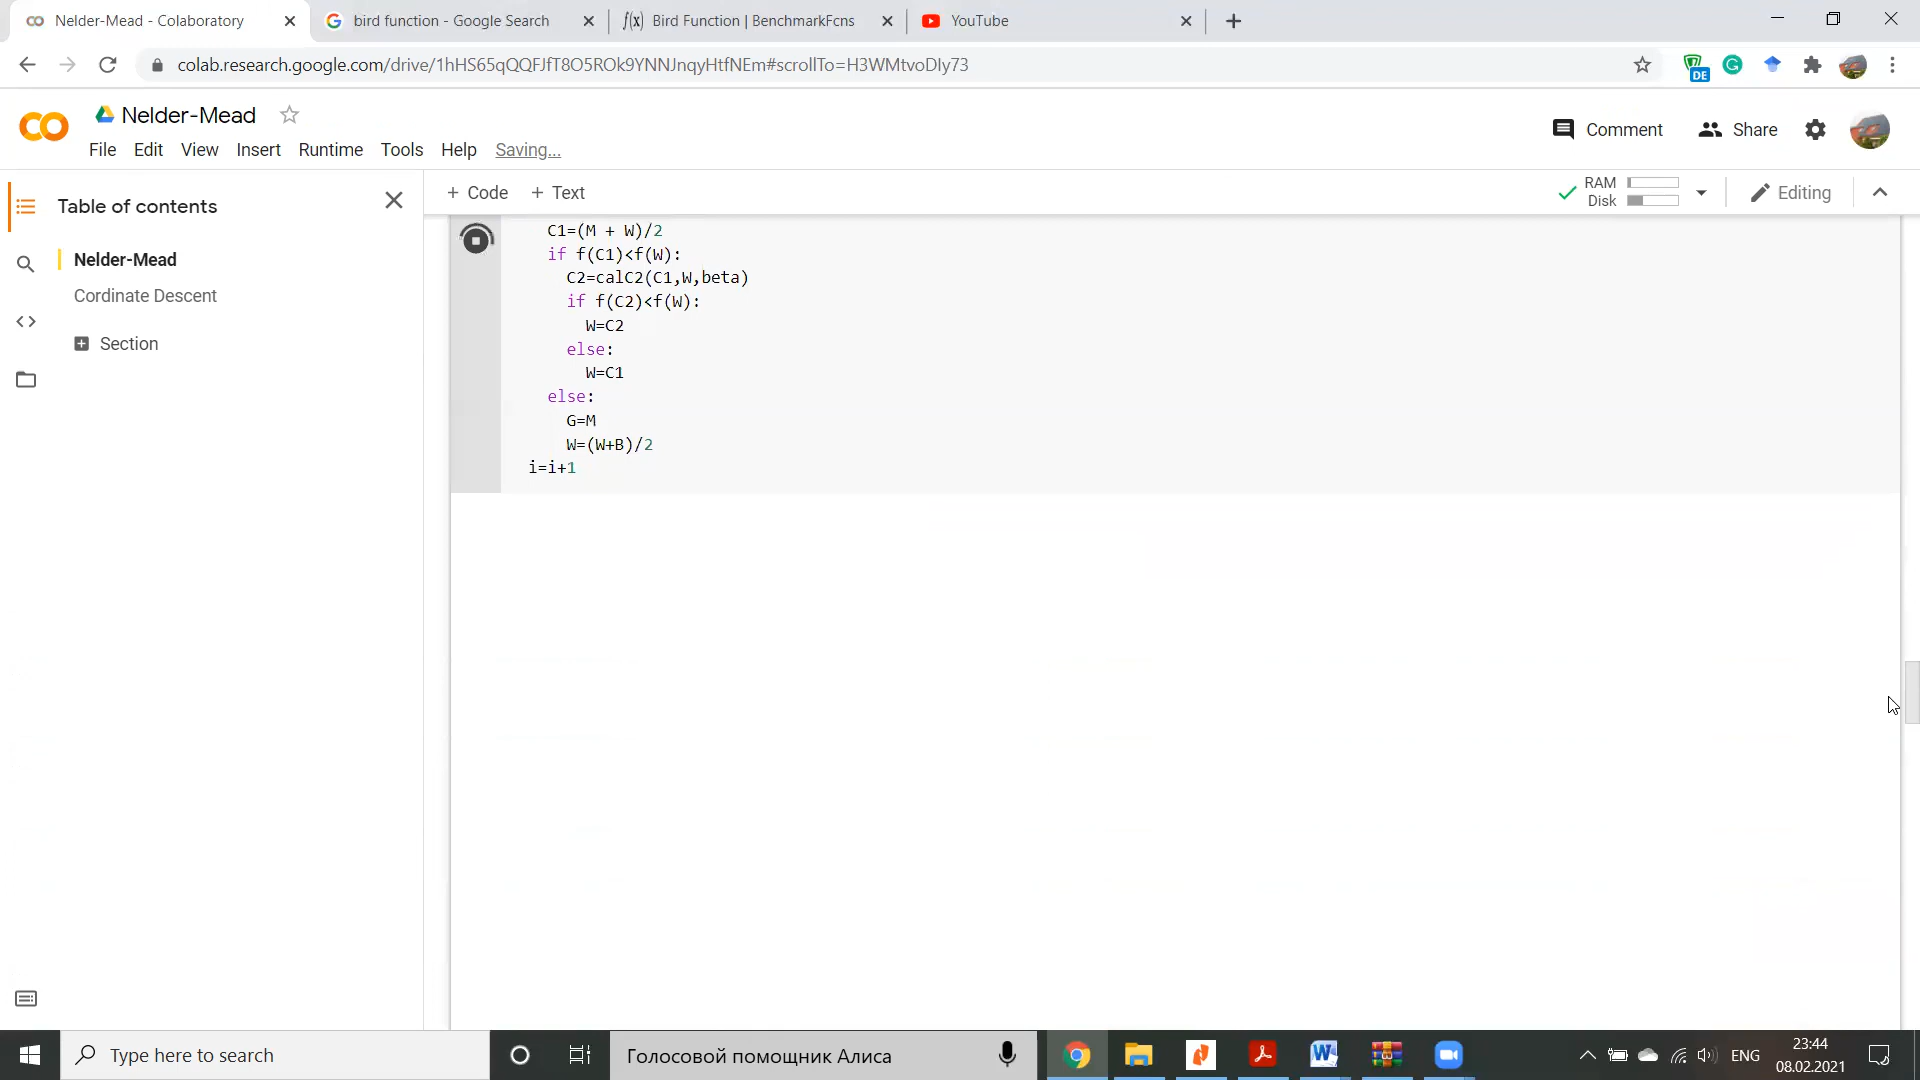 Nelder-Mead - Colaboratory
bird function - Google Search
f(x) Bird Function | BenchmarkFcns
YouTube
colab.research.google.com/drive/1hHS65qQQFJfT8O5ROk9YNNJnqyHtfNEm#scrollTo=H3WMtvoDIy73
DE
Nelder-Mead
Comment
Share
File Edit View Insert Runtime Tools Help Saving...
Table of contents
+ Code + Text
RAM
Disk
Editing
Nelder-Mead
Cordinate Descent
Section
C1=(M + W)/2
if f(C1)<f(W):
C2=calC2(C1,W,beta)
if f(C2)<f(W):
W=C2
else:
W=C1
else:
G=M
W=(W+B)/2
i=i+1
Type here to search
Голосовой помощник Алиса
ENG
23:44
08.02.2021